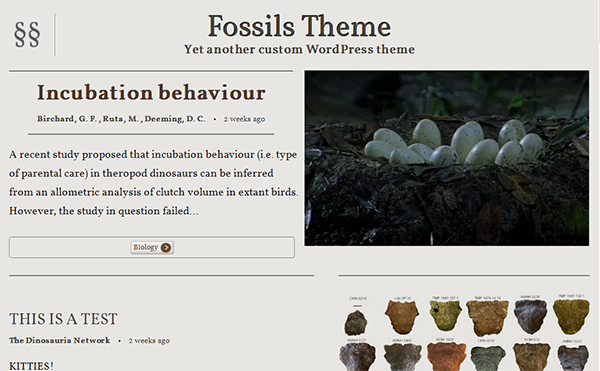 §§
Fossils Theme
Yet another custom WordPress theme
Incubation behaviour
Birchard, G. F. , Ruta, M. , Deeming, D. C. • 2 weeks ago
A recent study proposed that incubation behaviour (i.e. type
of parental care) in theropod dinosaurs can be inferred
from an allometric analysis of clutch volume in extant birds.
However, the study in question failed...
Biology
THIS IS A TEST
The Dinosauria Network • 2 weeks ago
KITTIES!